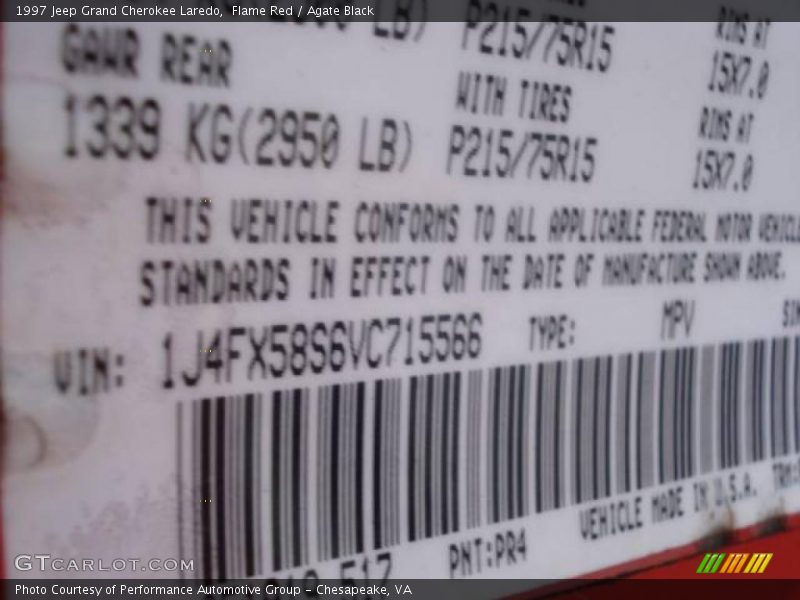 1997 Jeep Grand Cherokee Laredo, Flame Red / Agate Black
LB) P215/75R15 RIMS AT
GAWR REAR 15X7.0
WITH TIRES RIMS AT
1339 KG(2950 LB) P215/75R15 15X7.0
THIS VEHICLE CONFORMS TO ALL APPLICABLE FEDERAL MOTOR VEHICLE
STANDARDS IN EFFECT ON THE DATE OF MANUFACTURE SHOWN ABOVE.
VIN: 1J4FX58S6VC715566 TYPE: MPV
VEHICLE MADE IN U.S.A.
PNT:PR4
GTCARLOT.COM
Photo Courtesy of Performance Automotive Group - Chesapeake, VA